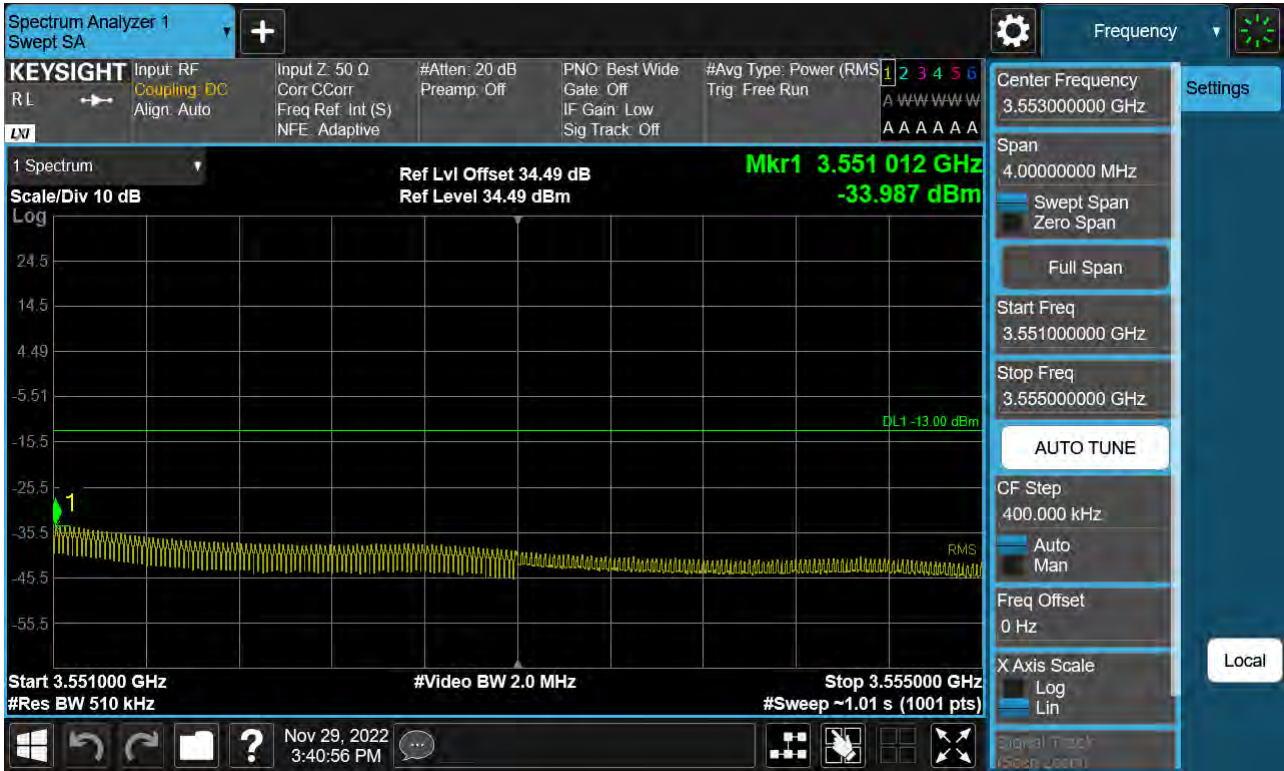 Spectrum Analyzer 1
Swept SA
Frequency
KEYSIGHT
RL
LXI
Input: RF
Coupling: DC
Align: Auto
Input Z: 50 Ω
Corr CCorr
Freq Ref: Int (S)
NFE: Adaptive
#Atten: 20 dB
Preamp: Off
PNO: Best Wide
Gate: Off
IF Gain: Low
Sig Track: Off
#Avg Type: Power (RMS
Trig: Free Run
1 2 3 4 5 6
A W W W W W
A A A A A A
1 Spectrum
Scale/Div 10 dB
Log
Ref Lvl Offset 34.49 dB
Ref Level 34.49 dBm
Mkr1 3.551 012 GHz
-33.987 dBm
24.5
14.5
4.49
-5.51
-15.5
-25.5
-35.5
-45.5
-55.5
DL1 -13.00 dBm
1
RMS
Start 3.551000 GHz
#Res BW 510 kHz
#Video BW 2.0 MHz
Stop 3.555000 GHz
#Sweep ~1.01 s (1001 pts)
Center Frequency
3.553000000 GHz
Settings
Span
4.00000000 MHz
Swept Span
Zero Span
Full Span
Start Freq
3.551000000 GHz
Stop Freq
3.555000000 GHz
AUTO TUNE
CF Step
400.000 kHz
Auto
Man
Freq Offset
0 Hz
X Axis Scale
Log
Lin
Signal Track
(Span Zoom)
Local
?
Nov 29, 2022
3:40:56 PM